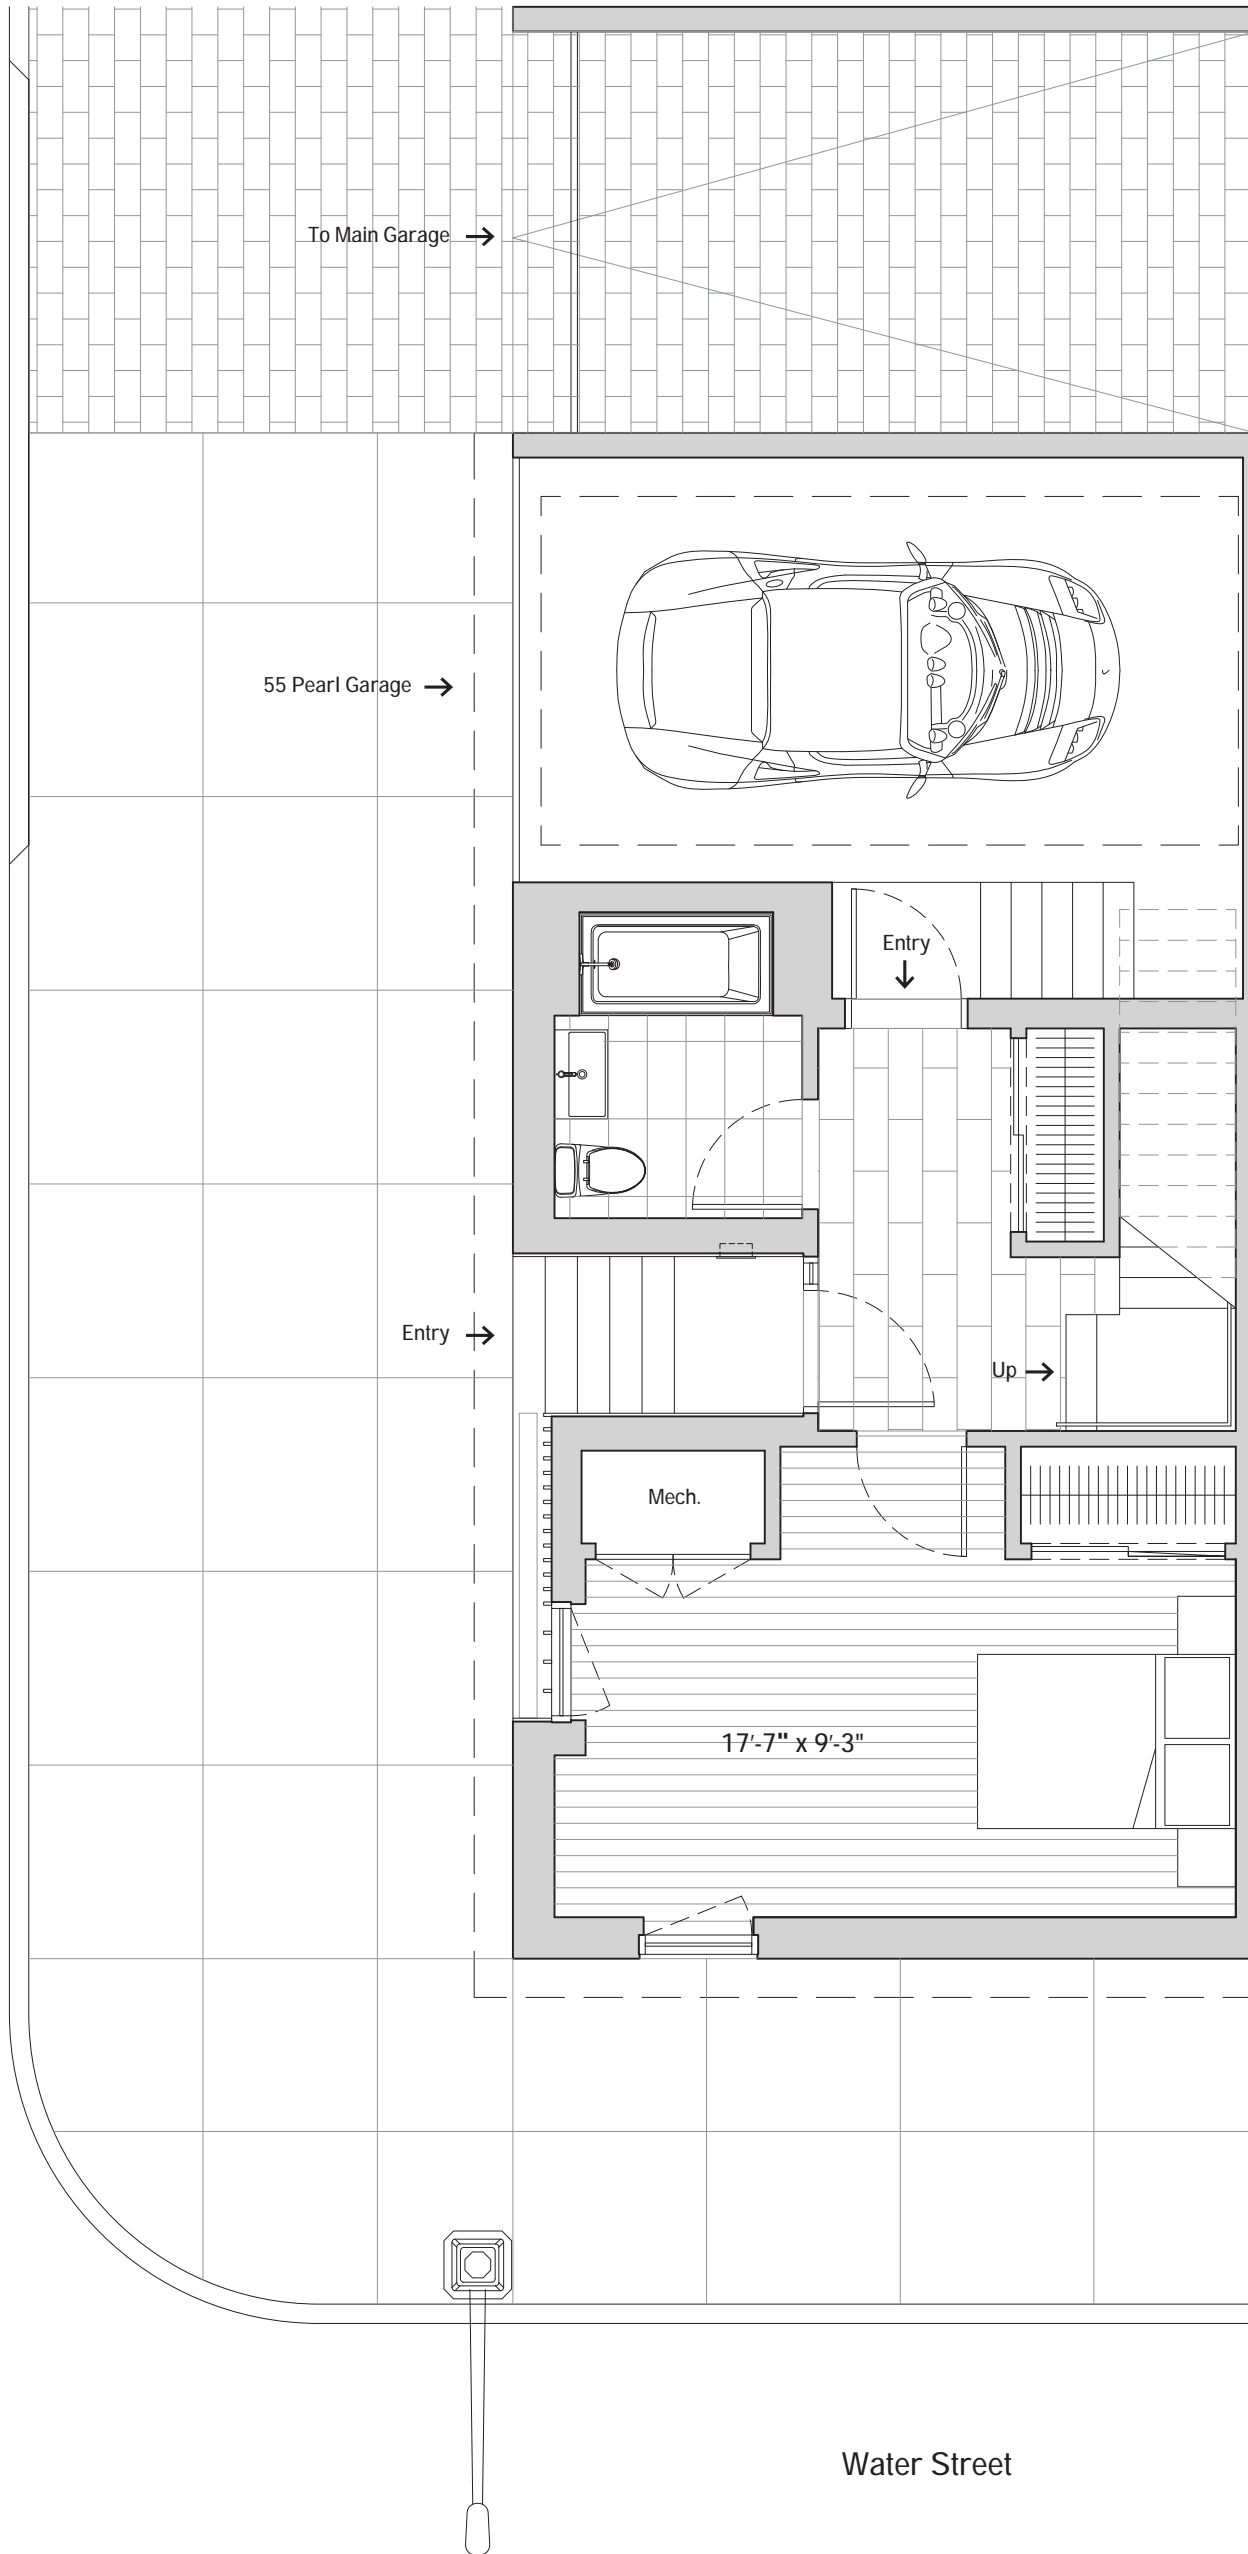 To Main Garage
55 Pearl Garage
Entry
Entry
Up
Mech.
17'-7" x 9'-3"
Water Street